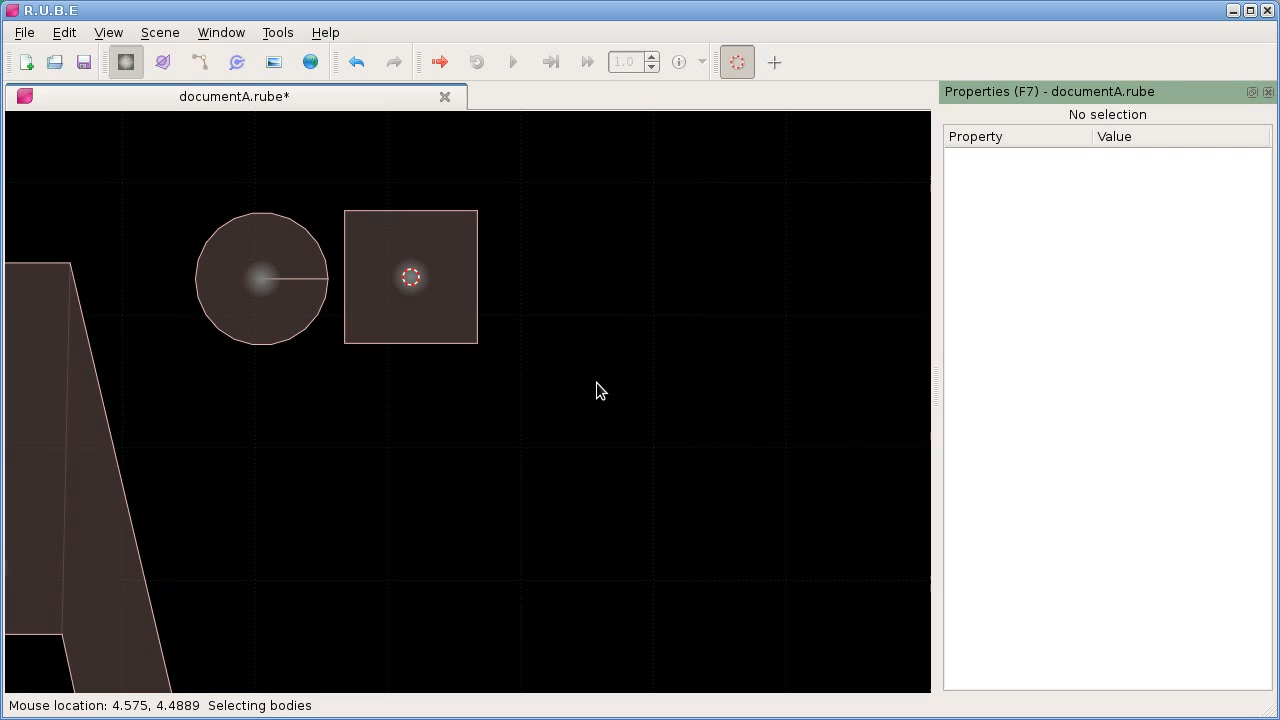 R.U.B.E
File Edit View Scene Window Tools Help
1.0
documentA.rube*
Properties (F7) - documentA.rube
No selection
Property Value
Mouse location: 4.575, 4.4889 Selecting bodies